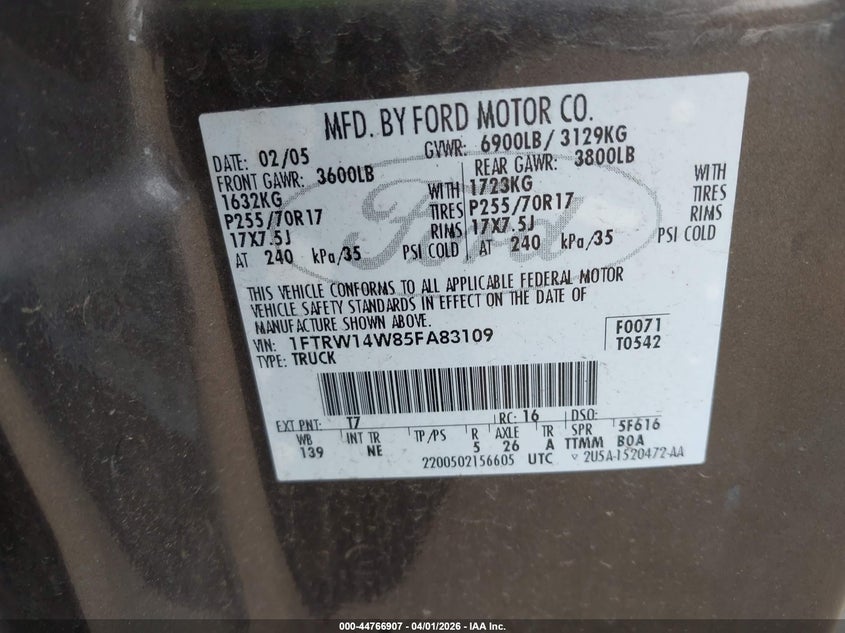 MFD. BY FORD MOTOR CO.
DATE: 02/05 GVWR: 6900LB/ 3129KG
FRONT GAWR: 3600LB REAR GAWR: 3800LB
1632KG WITH 1723KG WITH
P255/70R17 TIRES P255/70R17 TIRES
17X7.5J RIMS 17X7.5J RIMS
AT 240 kPa/35 PSI COLD AT 240 kPa/35 PSI COLD
Ford
THIS VEHICLE CONFORMS TO ALL APPLICABLE FEDERAL MOTOR
VEHICLE SAFETY STANDARDS IN EFFECT ON THE DATE OF
MANUFACTURE SHOWN ABOVE.
VIN: 1FTRW14W85FA83109 F0071
TYPE: TRUCK T0542
EXT PNT: T7 RC: 16 DSO:
WB INT TR TP/PS R AXLE TR SPR 5F616
139 NE 5 26 A TTMM BOA
2200502156605 UTC 2U5A-1520472-AA
000-44766907 - 04/01/2026 - IAA Inc.